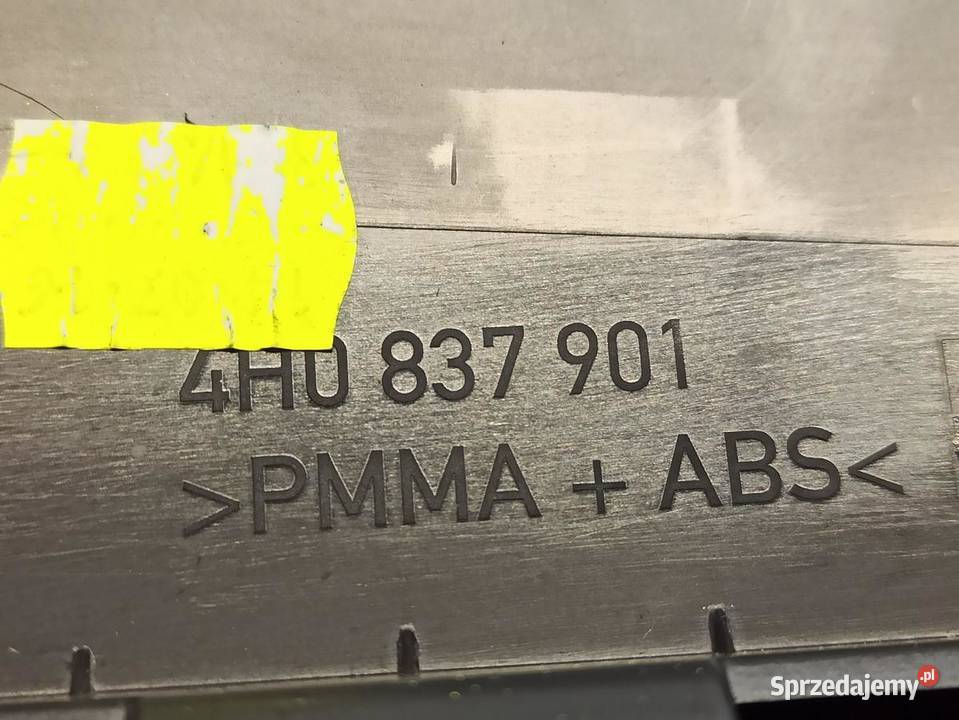 4H0 837 901
>PMMA + ABS<
Sprzedajemy.pl